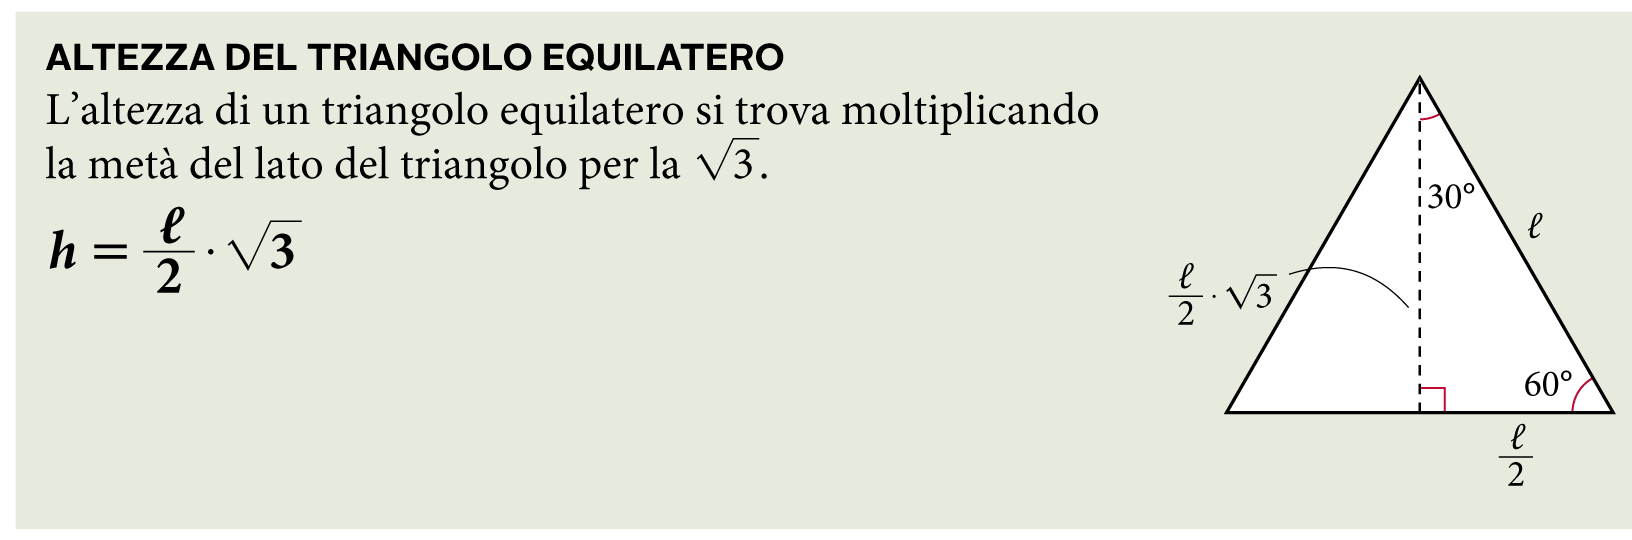 ALTEZZA DEL TRIANGOLO EQUILATERO
L’altezza di un triangolo equilatero si trova moltiplicando
la metà del lato del triangolo per la √3.
h = ℓ/2 · √3
30°
ℓ
ℓ/2 · √3
60°
ℓ/2